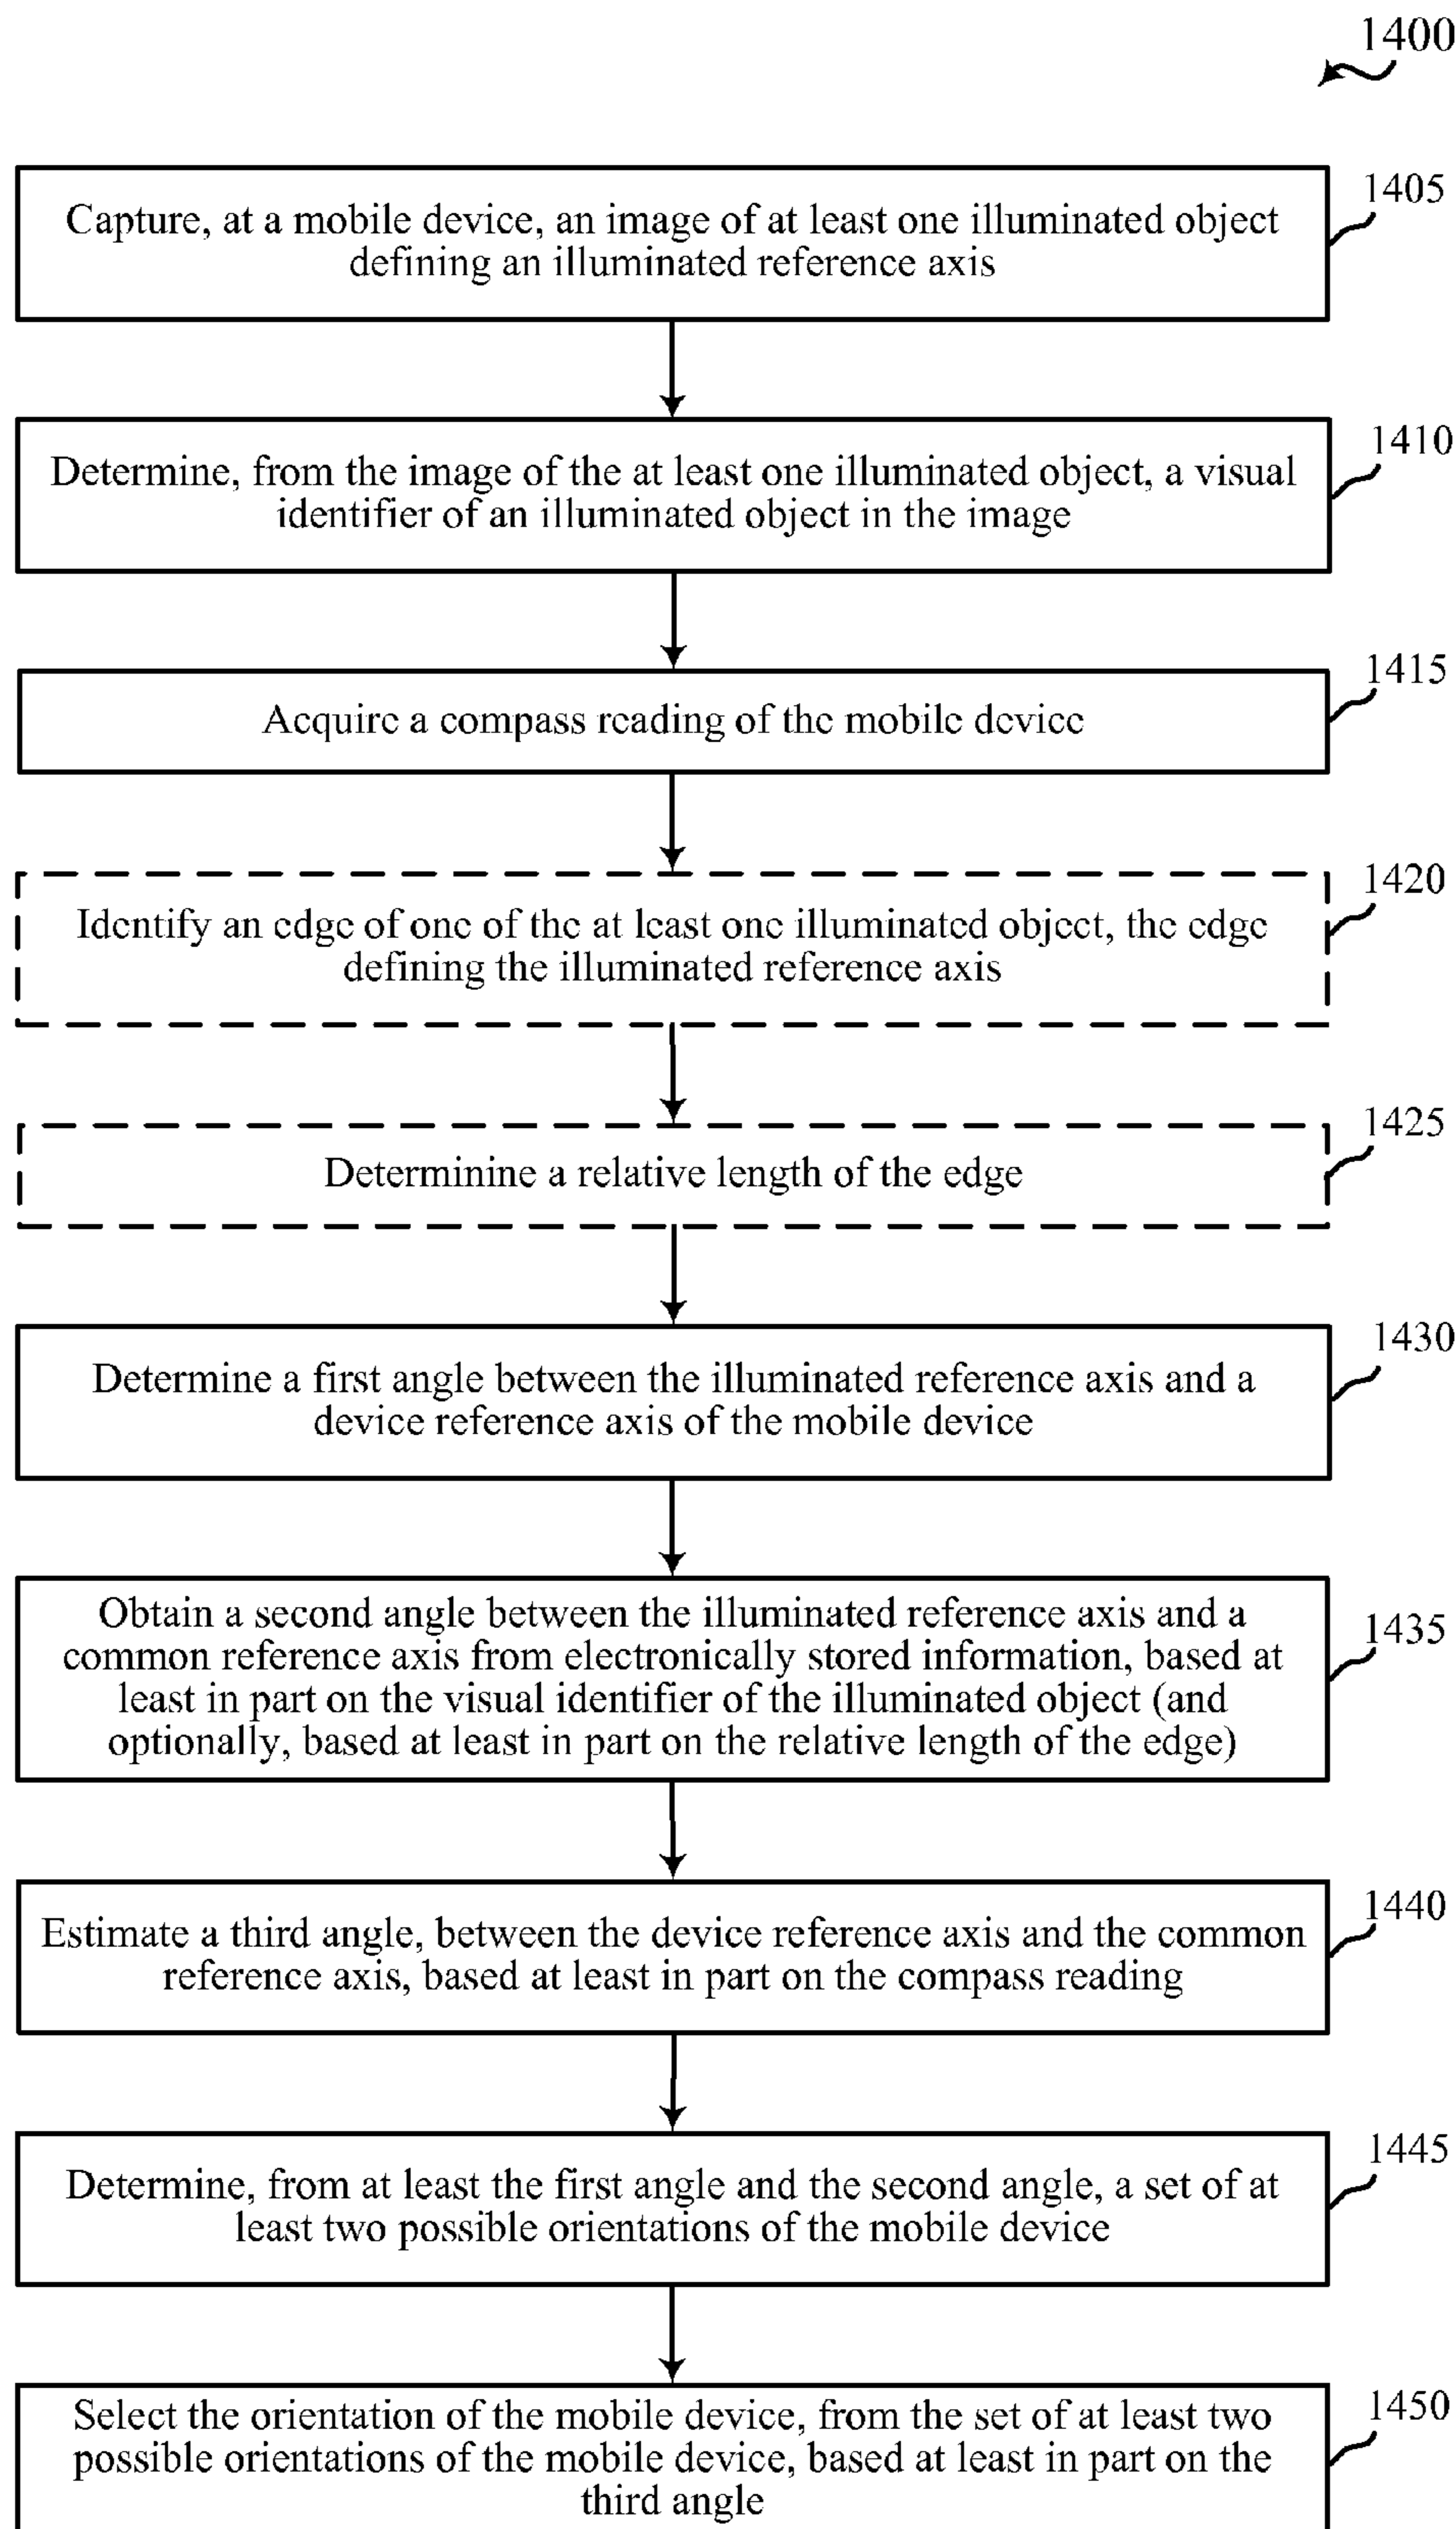 1400
1405
Capture, at a mobile device, an image of at least one illuminated object
defining an illuminated reference axis
1410
Determine, from the image of the at least one illuminated object, a visual
identifier of an illuminated object in the image
1415
Acquire a compass reading of the mobile device
1420
Identify an edge of one of the at least one illuminated object, the edge
defining the illuminated reference axis
1425
Determinine a relative length of the edge
1430
Determine a first angle between the illuminated reference axis and a
device reference axis of the mobile device
1435
Obtain a second angle between the illuminated reference axis and a
common reference axis from electronically stored information, based at
least in part on the visual identifier of the illuminated object (and
optionally, based at least in part on the relative length of the edge)
1440
Estimate a third angle, between the device reference axis and the common
reference axis, based at least in part on the compass reading
1445
Determine, from at least the first angle and the second angle, a set of at
least two possible orientations of the mobile device
1450
Select the orientation of the mobile device, from the set of at least two
possible orientations of the mobile device, based at least in part on the
third angle